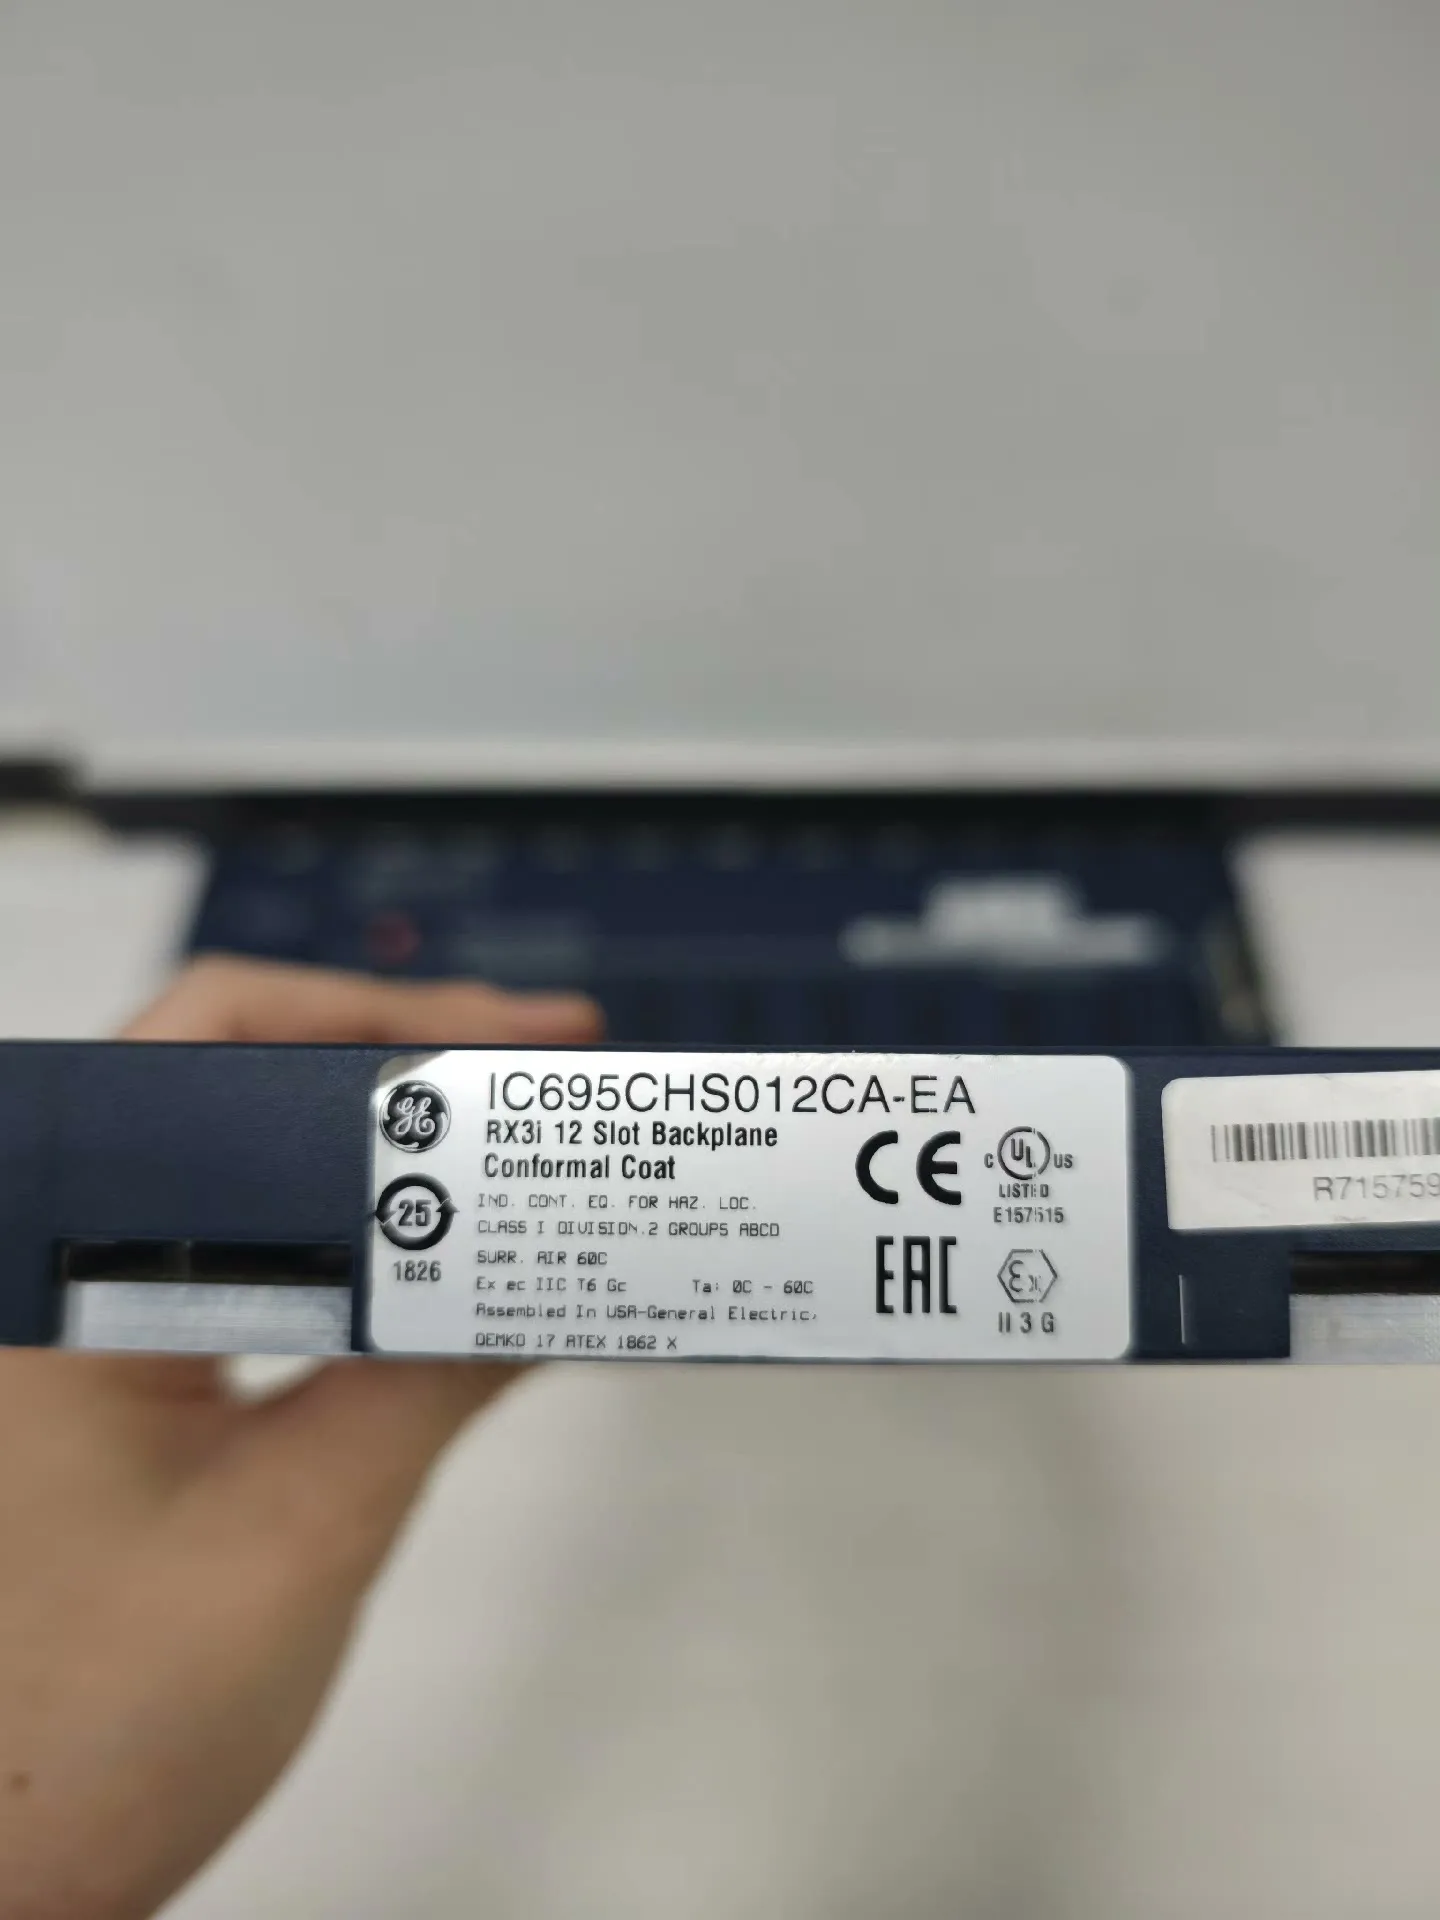 IC695CHS012CA-EA
RX3i 12 Slot Backplane
Conformal Coat
IND. CONT. EQ. FOR HAZ. LOC.
CLASS I DIVISION.2 GROUPS ABCD
SURR. AIR 60C
Ex ec IIC T6 Gc Ta: 0C - 60C
Assembled In USA-General Electric.
DEMKO 17 ATEX 1862 X
GE
25
1826
CE
C UL US
LISTED
E157515
EAC
Ex
II 3 G
R715759